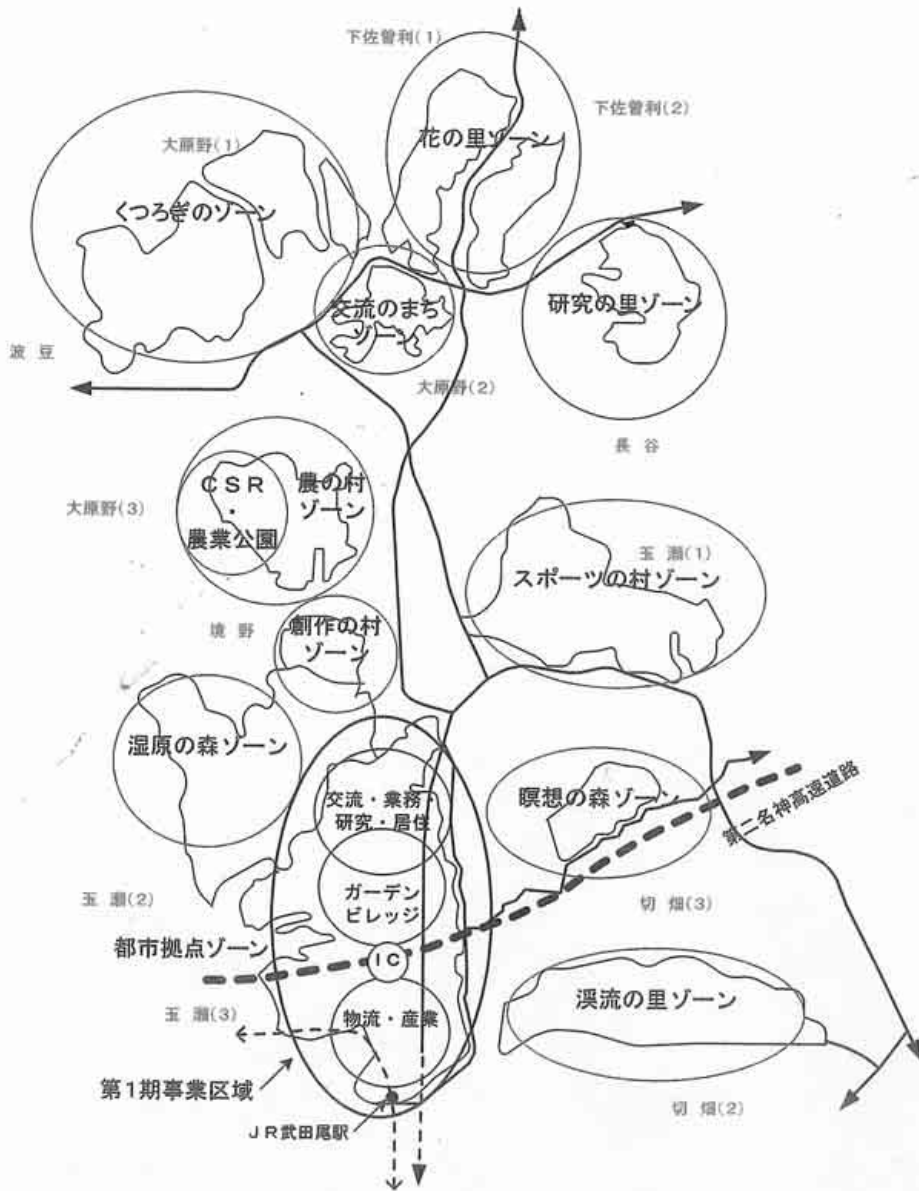 下佐曽利(1)
下佐曽利(2)
花の里ゾーン
大原野(1)
くつろぎのゾーン
研究の里ゾーン
交流のまち
ゾーン
波 豆
大原野(2)
長 谷
CSR
・
農業公園
農の村
ゾーン
大原野(3)
玉 瀬(1)
スポーツの村ゾーン
境 野
創作の村
ゾーン
湿原の森ゾーン
瞑想の森ゾーン
第二名神高速道路
交流・業務・
研究・居住
ガーデン
ビレッジ
玉 瀬(2)
切 畑(3)
都市拠点ゾーン
IC
渓流の里ゾーン
玉 瀬(3)
物流・産業
第1期事業区域
切 畑(2)
JR武田尾駅